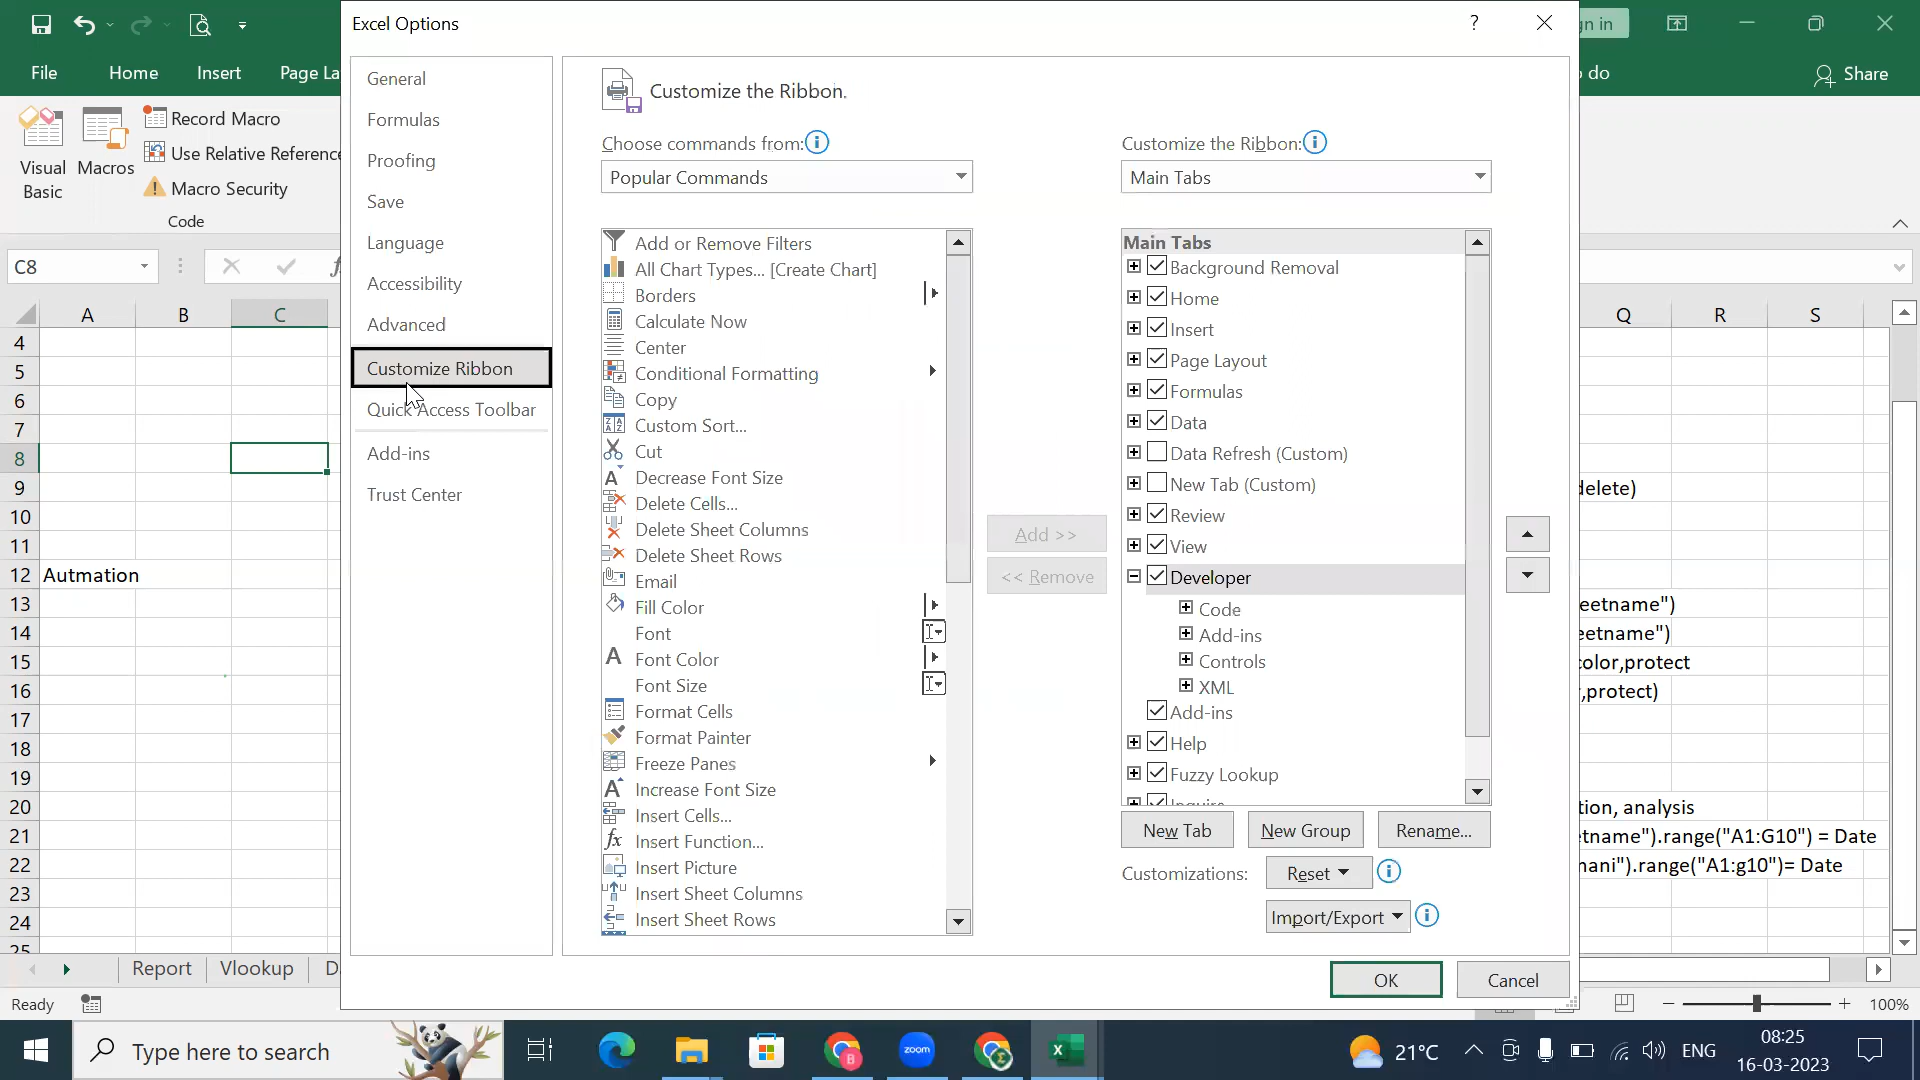 Excel Options
?
gn in
File
Home
Insert
Page La
do
Share
Visual Basic
Macros
Record Macro
Use Relative Reference
Macro Security
Code
C8
A B C
Q R S
4
5
6
7
8
9
10
11
12 Autmation
13
14
15
16
17
18
19
20
21
22
23
24
25
General
Formulas
Proofing
Save
Language
Accessibility
Advanced
Customize Ribbon
Quick Access Toolbar
Add-ins
Trust Center
Customize the Ribbon.
Choose commands from:
Popular Commands
Add or Remove Filters
All Chart Types... [Create Chart]
Borders
Calculate Now
Center
Conditional Formatting
Copy
Custom Sort...
Cut
Decrease Font Size
Delete Cells...
Delete Sheet Columns
Delete Sheet Rows
Email
Fill Color
Font
Font Color
Font Size
Format Cells
Format Painter
Freeze Panes
Increase Font Size
Insert Cells...
Insert Function...
Insert Picture
Insert Sheet Columns
Insert Sheet Rows
Add >>
<< Remove
Customize the Ribbon:
Main Tabs
Main Tabs
Background Removal
Home
Insert
Page Layout
Formulas
Data
Data Refresh (Custom)
New Tab (Custom)
Review
View
Developer
Code
Add-ins
Controls
XML
Add-ins
Help
Fuzzy Lookup
New Tab
New Group
Rename...
Customizations:
Reset
Import/Export
OK
Cancel
delete)
eetname")
eetname")
color,protect
,protect)
tion, analysis
etname").range("A1:G10") = Date
nani").range("A1:g10")= Date
Report
Vlookup
D
Ready
100%
Type here to search
zoom
21°C
ENG
08:25
16-03-2023